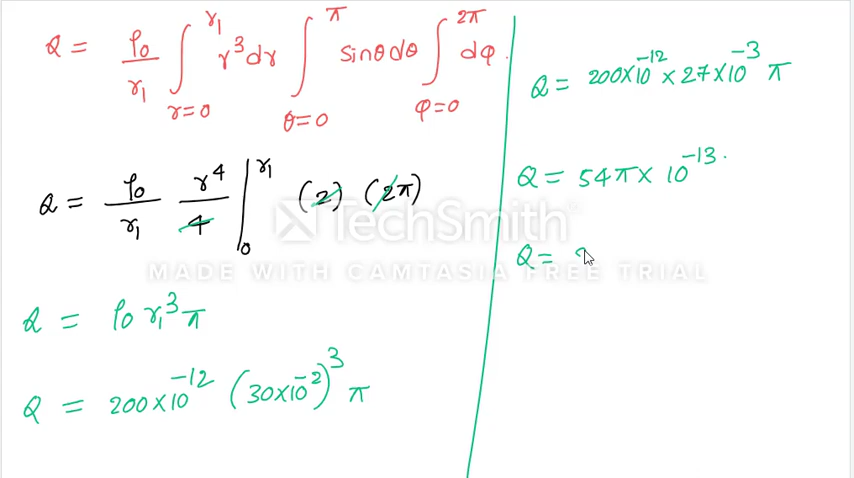 Q = ρ₀/r₁ ∫_{r=0}^{r₁} r³dr ∫_{θ=0}^{π} sinθdθ ∫_{φ=0}^{2π} dφ.
Q = ρ₀/r₁ r⁴/4 |₀^{r₁} (2) (2π)
Q = ρ₀ r₁³ π
Q = 200×10⁻¹² (30×10⁻²)³ π
Q = 200×10⁻¹² × 27×10⁻³ π
Q = 54π × 10⁻¹³.
Q =
TechSmith
MADE WITH CAMTASIA FREE TRIAL